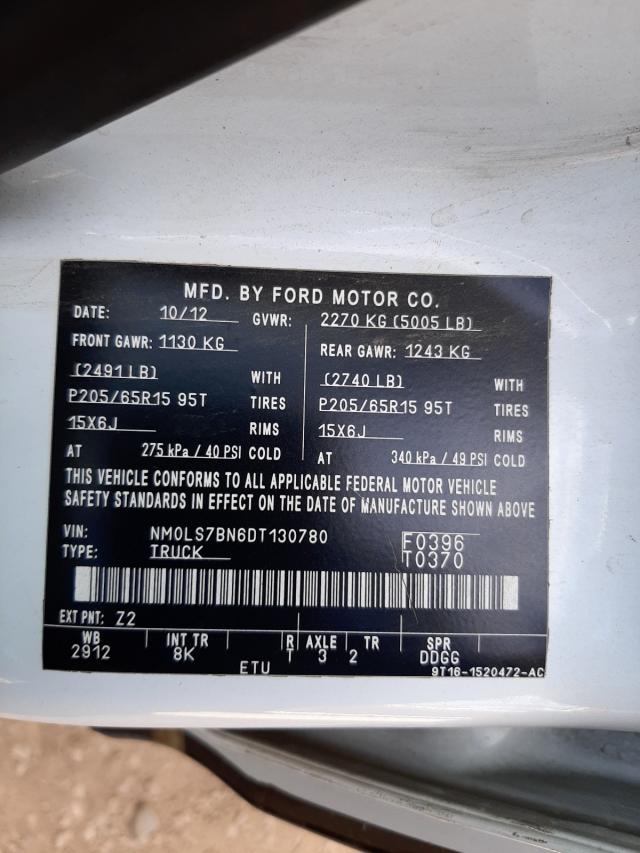 MFD. BY FORD MOTOR CO.
DATE: 10/12 GVWR: 2270 KG (5005 LB)
FRONT GAWR: 1130 KG REAR GAWR: 1243 KG
(2491 LB) WITH (2740 LB) WITH
P205/65R15 95T TIRES P205/65R15 95T TIRES
15X6J RIMS 15X6J RIMS
AT 275 kPa / 40 PSI COLD AT 340 kPa / 49 PSI COLD
THIS VEHICLE CONFORMS TO ALL APPLICABLE FEDERAL MOTOR VEHICLE
SAFETY STANDARDS IN EFFECT ON THE DATE OF MANUFACTURE SHOWN ABOVE
VIN: NM0LS7BN6DT130780 F0396
TYPE: TRUCK T0370
EXT PNT: Z2
WB INT TR R AXLE TR SPR
2912 8K T 3 2 DDGG
ETU 9T16-1520472-AC